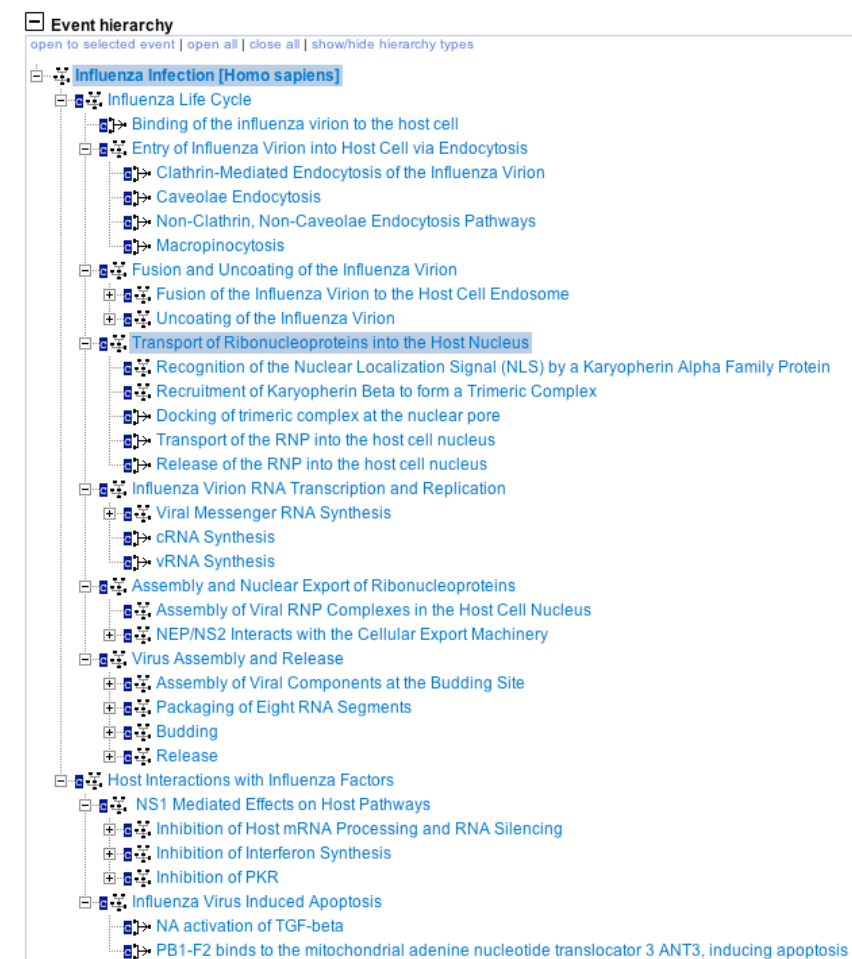 Event hierarchy
open to selected event | open all | close all | show/hide hierarchy types
Influenza Infection [Homo sapiens]
Influenza Life Cycle
Binding of the influenza virion to the host cell
Entry of Influenza Virion into Host Cell via Endocytosis
Clathrin-Mediated Endocytosis of the Influenza Virion
Caveolae Endocytosis
Non-Clathrin, Non-Caveolae Endocytosis Pathways
Macropinocytosis
Fusion and Uncoating of the Influenza Virion
Fusion of the Influenza Virion to the Host Cell Endosome
Uncoating of the Influenza Virion
Transport of Ribonucleoproteins into the Host Nucleus
Recognition of the Nuclear Localization Signal (NLS) by a Karyopherin Alpha Family Protein
Recruitment of Karyopherin Beta to form a Trimeric Complex
Docking of trimeric complex at the nuclear pore
Transport of the RNP into the host cell nucleus
Release of the RNP into the host cell nucleus
Influenza Virion RNA Transcription and Replication
Viral Messenger RNA Synthesis
cRNA Synthesis
vRNA Synthesis
Assembly and Nuclear Export of Ribonucleoproteins
Assembly of Viral RNP Complexes in the Host Cell Nucleus
NEP/NS2 Interacts with the Cellular Export Machinery
Virus Assembly and Release
Assembly of Viral Components at the Budding Site
Packaging of Eight RNA Segments
Budding
Release
Host Interactions with Influenza Factors
NS1 Mediated Effects on Host Pathways
Inhibition of Host mRNA Processing and RNA Silencing
Inhibition of Interferon Synthesis
Inhibition of PKR
Influenza Virus Induced Apoptosis
NA activation of TGF-beta
PB1-F2 binds to the mitochondrial adenine nucleotide translocator 3 ANT3, inducing apoptosis